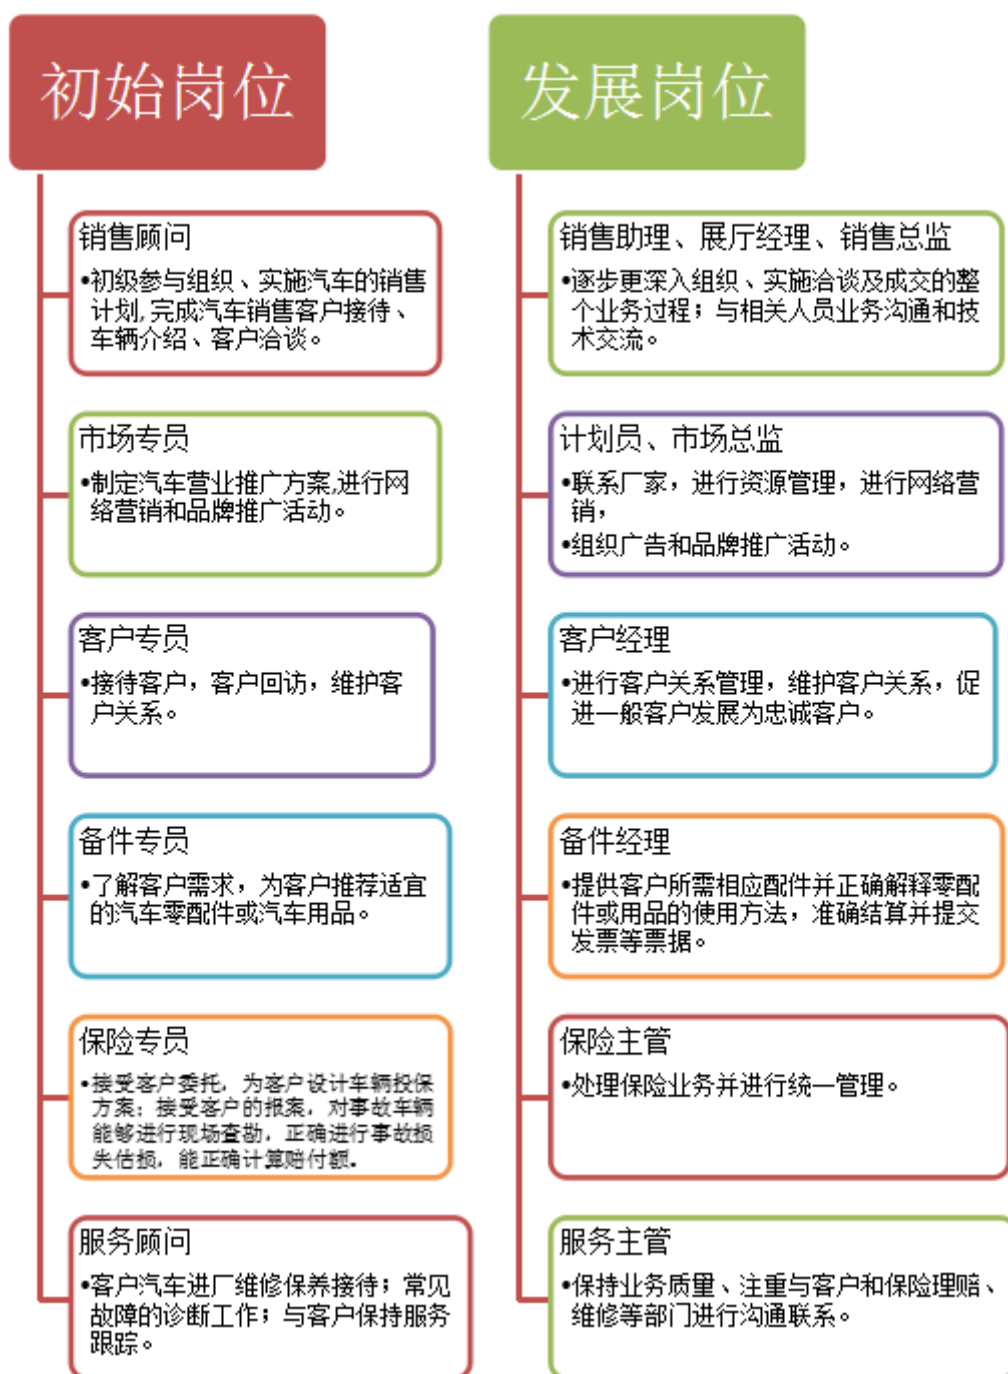 初始岗位
销售顾问
•初级参与组织、实施汽车的销售
计划,完成汽车销售客户接待、
车辆介绍、客户洽谈。
市场专员
•制定汽车营业推广方案,进行网
络营销和品牌推广活动。
客户专员
•接待客户，客户回访，维护客
户关系。
备件专员
•了解客户需求，为客户推荐适宜
的汽车零配件或汽车用品。
保险专员
•接受客户委托，为客户设计车辆投保
方案；接受客户的报案，对事故车辆
能够进行现场查勘，正确进行事故损
失估损，能正确计算赔付额。
服务顾问
•客户汽车进厂维修保养接待；常见
故障的诊断工作；与客户保持服务
跟踪。
发展岗位
销售助理、展厅经理、销售总监
•逐步更深入组织、实施洽谈及成交的整
个业务过程；与相关人员业务沟通和技
术交流。
计划员、市场总监
•联系厂家，进行资源管理，进行网络营
销，
•组织广告和品牌推广活动。
客户经理
•进行客户关系管理，维护客户关系，促
进一般客户发展为忠诚客户。
备件经理
•提供客户所需相应配件并正确解释零配
件或用品的使用方法，准确结算并提交
发票等票据。
保险主管
•处理保险业务并进行统一管理。
服务主管
•保持业务质量、注重与客户和保险理赔、
维修等部门进行沟通联系。